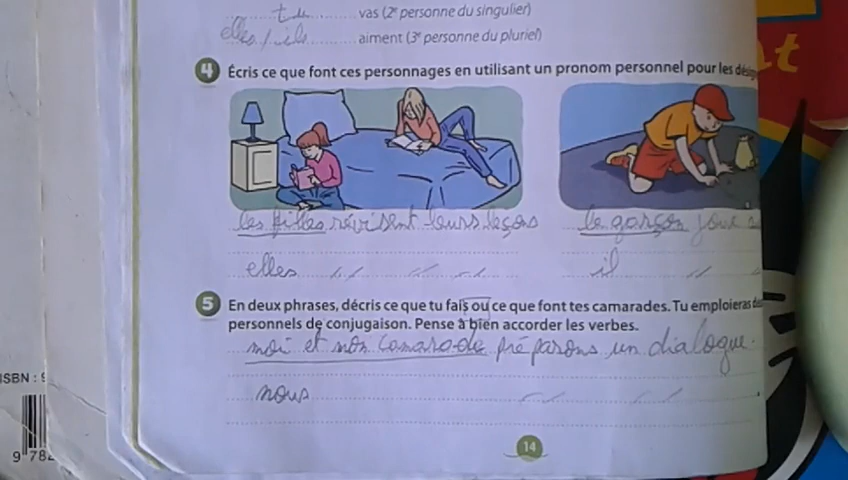 tu vas (2e personne du singulier)
elles/ils aiment (3e personne du pluriel)
4 Écris ce que font ces personnages en utilisant un pronom personnel pour les
les filles révisent leurs leçons
le garçon joue
elles " " "
il "
5 En deux phrases, décris ce que tu fais ou ce que font tes camarades. Tu emploieras
personnels de conjugaison. Pense à bien accorder les verbes.
moi et mon camarade préparons un dialogue.
nous " " .
14
ISBN : 9
9 782